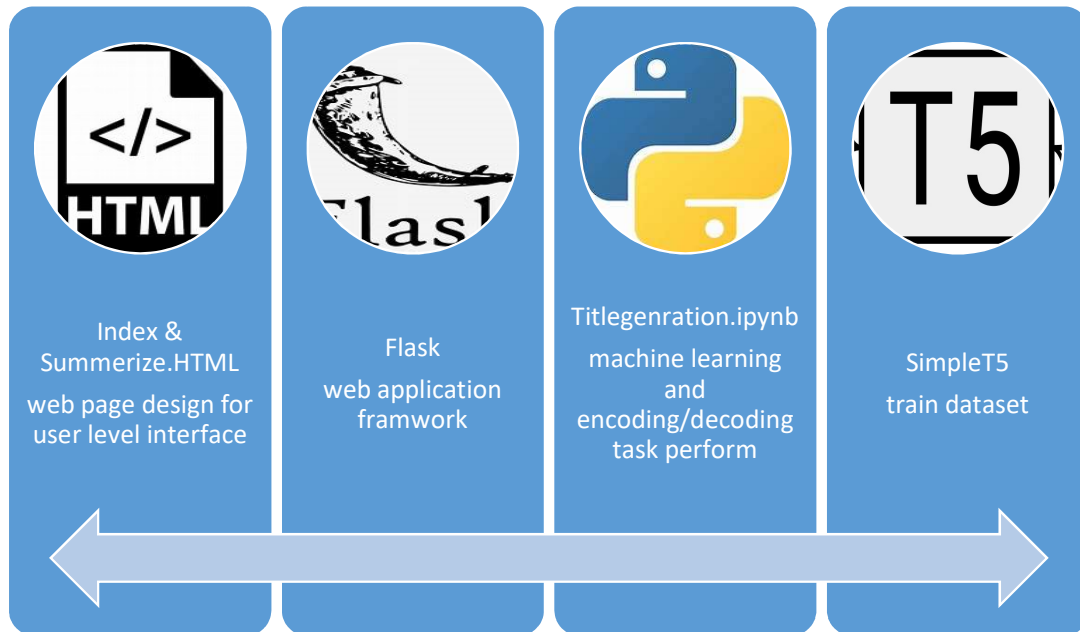 </>
HTML
Index &
Summerize.HTML
web page design for
user level interface
Flask
Flask
web application
framwork
Titlegenration.ipynb
machine learning
and
encoding/decoding
task perform
T5
SimpleT5
train dataset